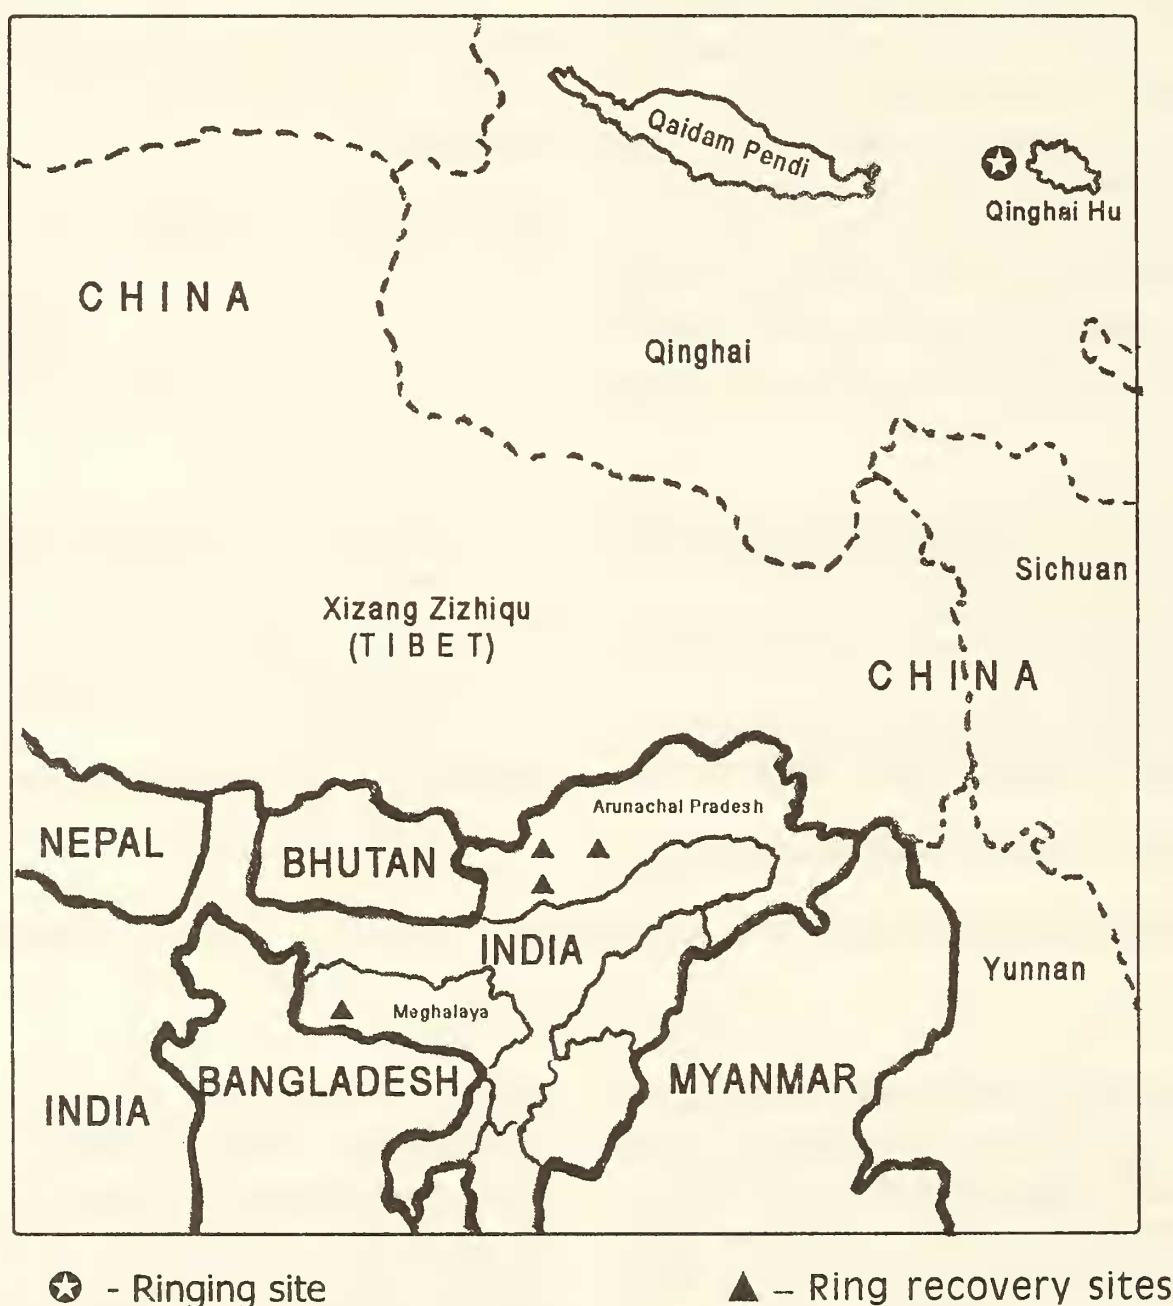 Qaidam Pendi
Qinghai Hu
CHINA
Qinghai
Sichuan
Xizang Zizhiqu
(TIBET)
CHINA
Arunachal Pradesh
NEPAL
BHUTAN
INDIA
Yunnan
Meghalaya
BANGLADESH
MYANMAR
INDIA
- Ringing site
– Ring recovery sites